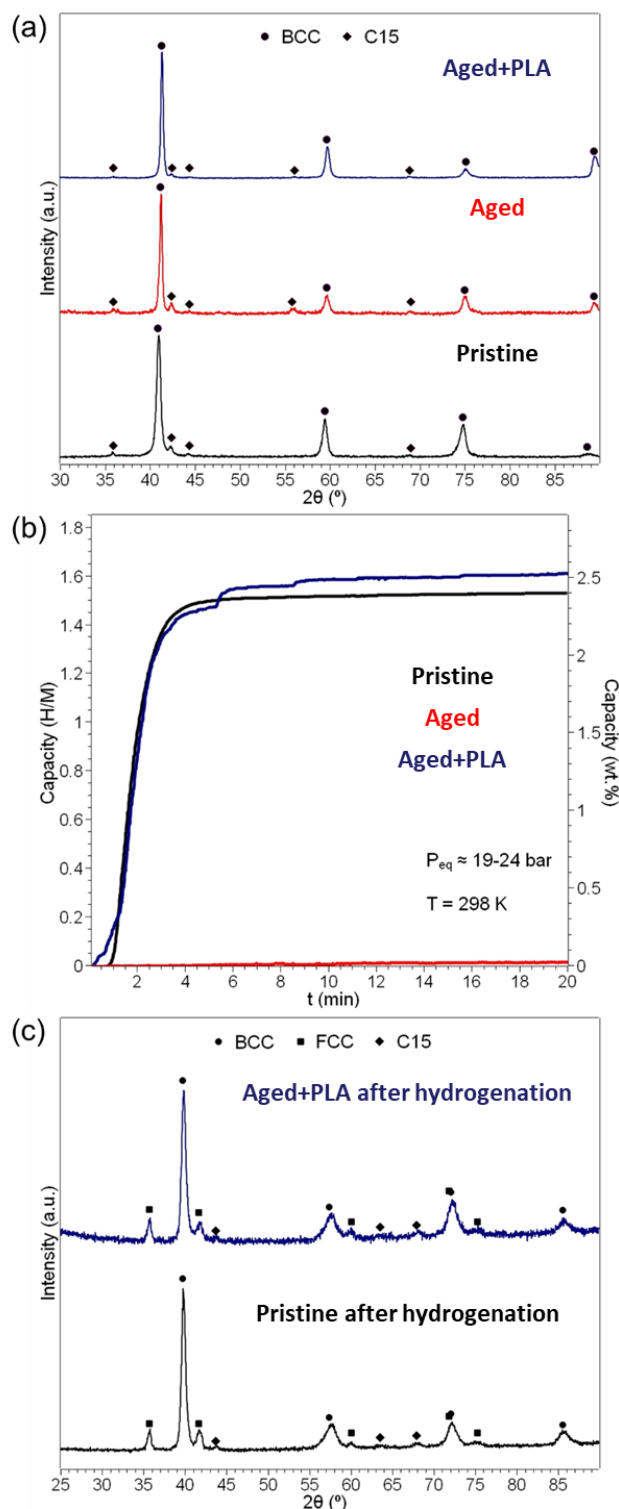 (a)
● BCC ◆ C15
Aged+PLA
Aged
Pristine
Intensity (a.u.)
30 35 40 45 50 55 60 65 70 75 80 85
2θ (º)
(b)
1.8
1.6
1.4
1.2
1
0.8
0.6
0.4
0.2
0
Capacity (H/M)
2.5
2
1.5
1
0.5
0
Capacity (wt.%)
Pristine
Aged
Aged+PLA
P_eq ≈ 19-24 bar
T = 298 K
2 4 6 8 10 12 14 16 18 20
t (min)
(c)
● BCC ■ FCC ◆ C15
Aged+PLA after hydrogenation
Pristine after hydrogenation
Intensity (a.u.)
25 30 35 40 45 50 55 60 65 70 75 80 85
2θ (º)